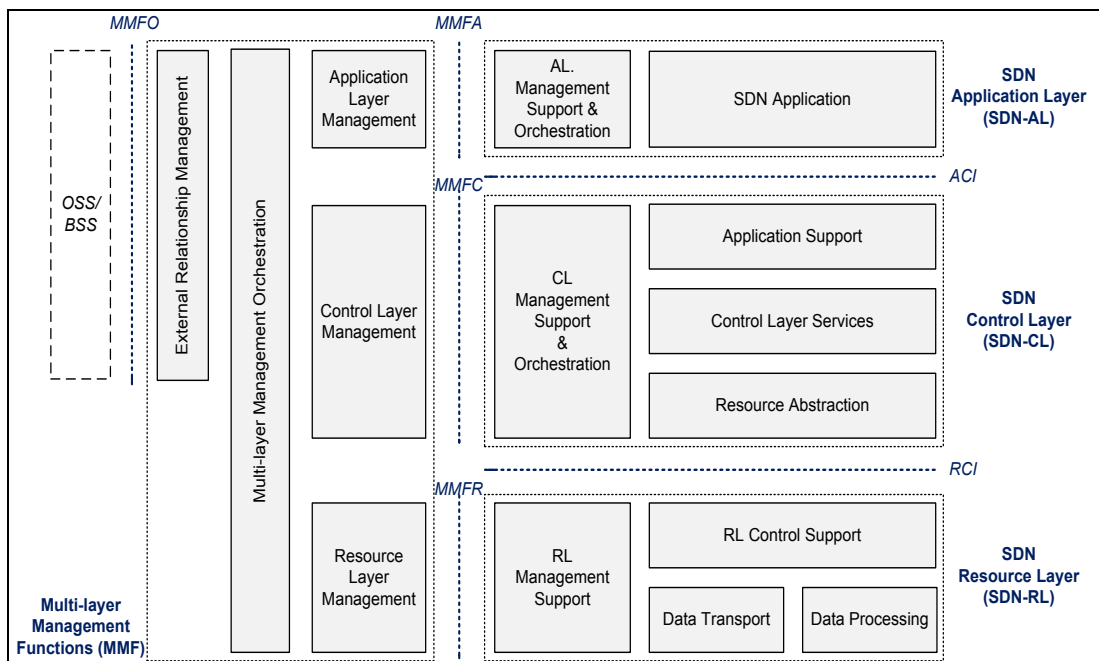 MMFO
MMFA
OSS/
BSS
External Relationship Management
Multi-layer Management Orchestration
Application
Layer
Management
AL.
Management
Support &
Orchestration
SDN Application
SDN
Application Layer
(SDN-AL)
MMFC
ACI
Control Layer
Management
CL
Management
Support
&
Orchestration
Application Support
Control Layer Services
Resource Abstraction
SDN
Control Layer
(SDN-CL)
MMFR
RCI
Resource
Layer
Management
RL
Management
Support
RL Control Support
Data Transport
Data Processing
SDN
Resource Layer
(SDN-RL)
Multi-layer
Management
Functions (MMF)